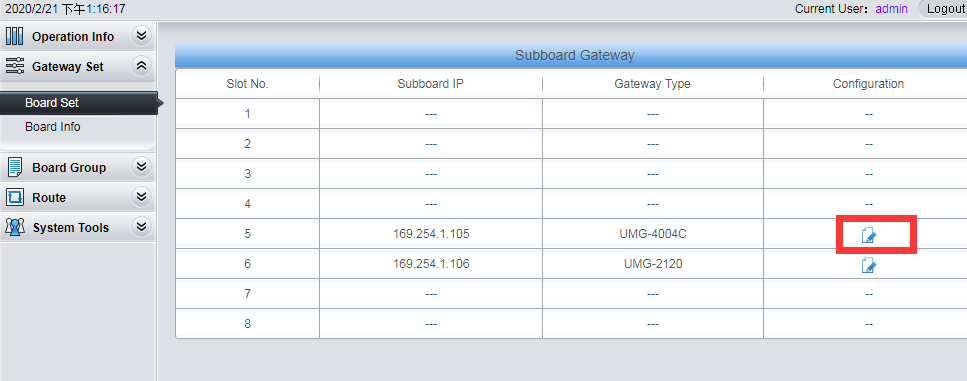 2020/2/21 下午1:16:17 Current User： admin Logout
Operation Info
Gateway Set
Board Set
Board Info
Board Group
Route
System Tools
Subboard Gateway
Slot No. Subboard IP Gateway Type Configuration
1 --- --- --
2 --- --- --
3 --- --- --
4 --- --- --
5 169.254.1.105 UMG-4004C
6 169.254.1.106 UMG-2120
7 --- --- --
8 --- --- --